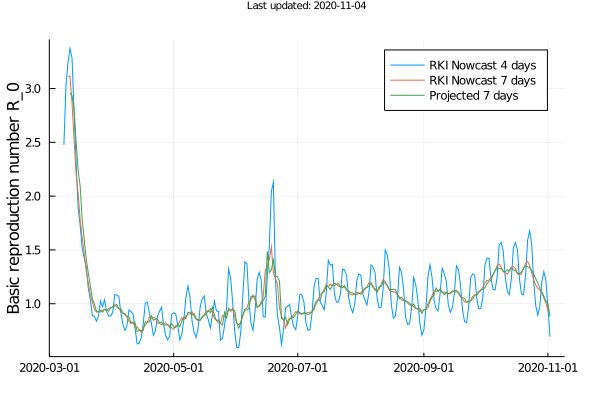 Last updated: 2020-11-04
RKI Nowcast 4 days
RKI Nowcast 7 days
Projected 7 days
Basic reproduction number R_0
3.0
2.5
2.0
1.5
1.0
2020-03-01 2020-05-01 2020-07-01 2020-09-01 2020-11-01